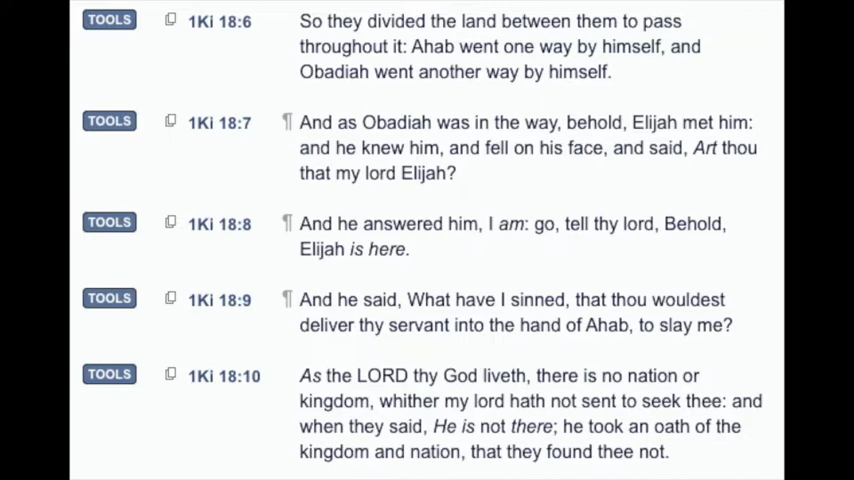 TOOLS 1Ki 18:6 So they divided the land between them to pass
throughout it: Ahab went one way by himself, and
Obadiah went another way by himself.
TOOLS 1Ki 18:7 ¶ And as Obadiah was in the way, behold, Elijah met him:
and he knew him, and fell on his face, and said, Art thou
that my lord Elijah?
TOOLS 1Ki 18:8 ¶ And he answered him, I am: go, tell thy lord, Behold,
Elijah is here.
TOOLS 1Ki 18:9 ¶ And he said, What have I sinned, that thou wouldest
deliver thy servant into the hand of Ahab, to slay me?
TOOLS 1Ki 18:10 As the LORD thy God liveth, there is no nation or
kingdom, whither my lord hath not sent to seek thee: and
when they said, He is not there; he took an oath of the
kingdom and nation, that they found thee not.